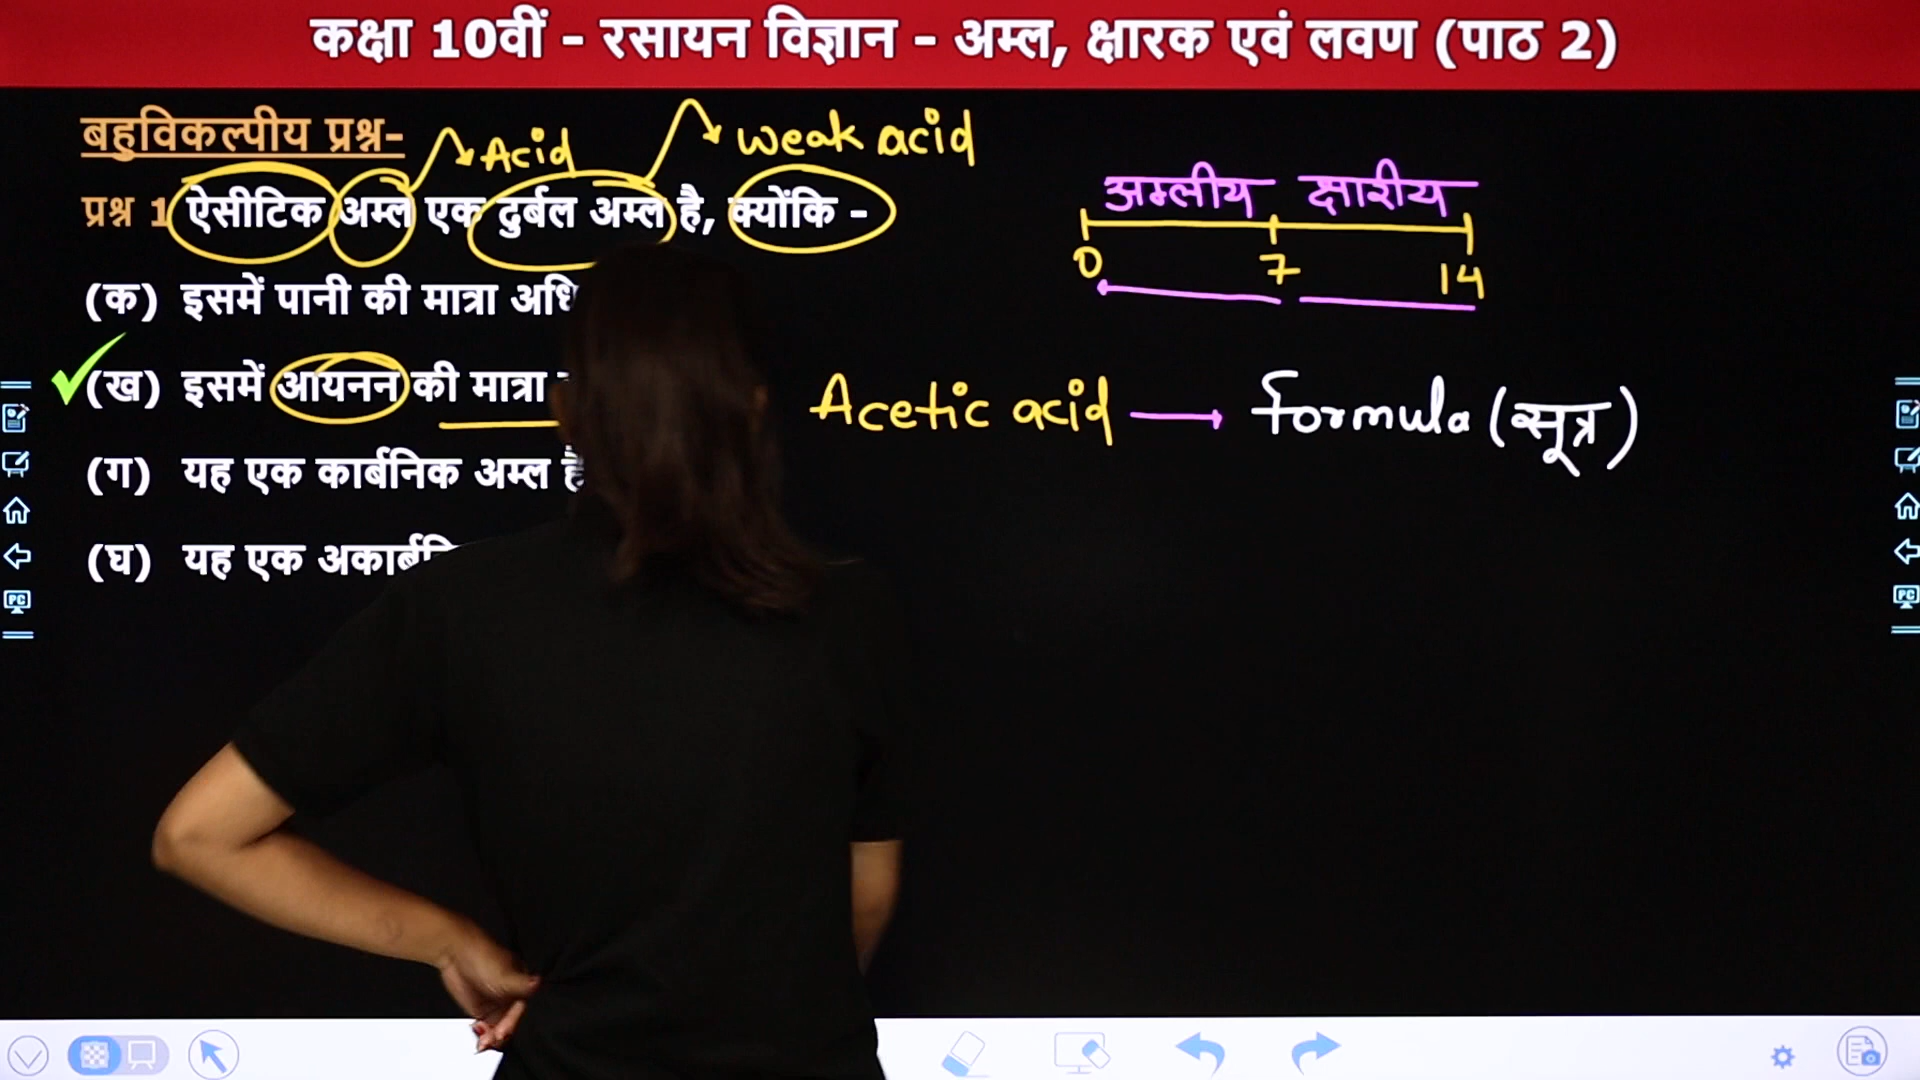 कक्षा 10वीं - रसायन विज्ञान - अम्ल, क्षारक एवं लवण (पाठ 2)
बहुविकल्पीय प्रश्न-
Acid
weak acid
प्रश्न 1 ऐसीटिक अम्ल एक दुर्बल अम्ल है, क्योंकि -
अम्लीय क्षारीय
0 7 14
(क) इसमें पानी की मात्रा
(ख) इसमें आयनन की मात्रा
Acetic acid → formula (सूत्र)
(ग) यह एक कार्बनिक अम्ल है
(घ) यह एक
PC
PC